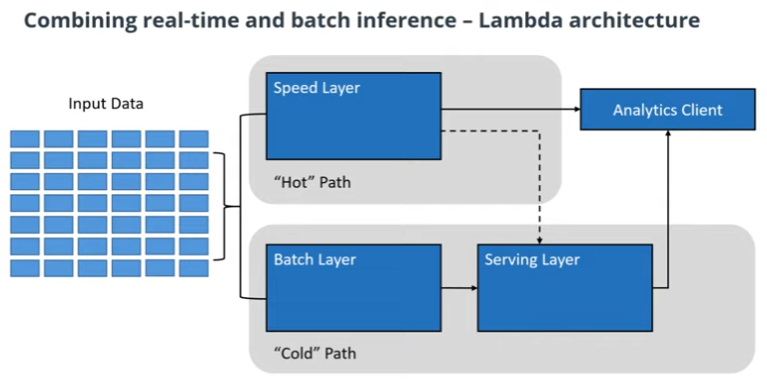 Combining real-time and batch inference – Lambda architecture
Input Data
Speed Layer
Analytics Client
“Hot” Path
Batch Layer
Serving Layer
“Cold” Path